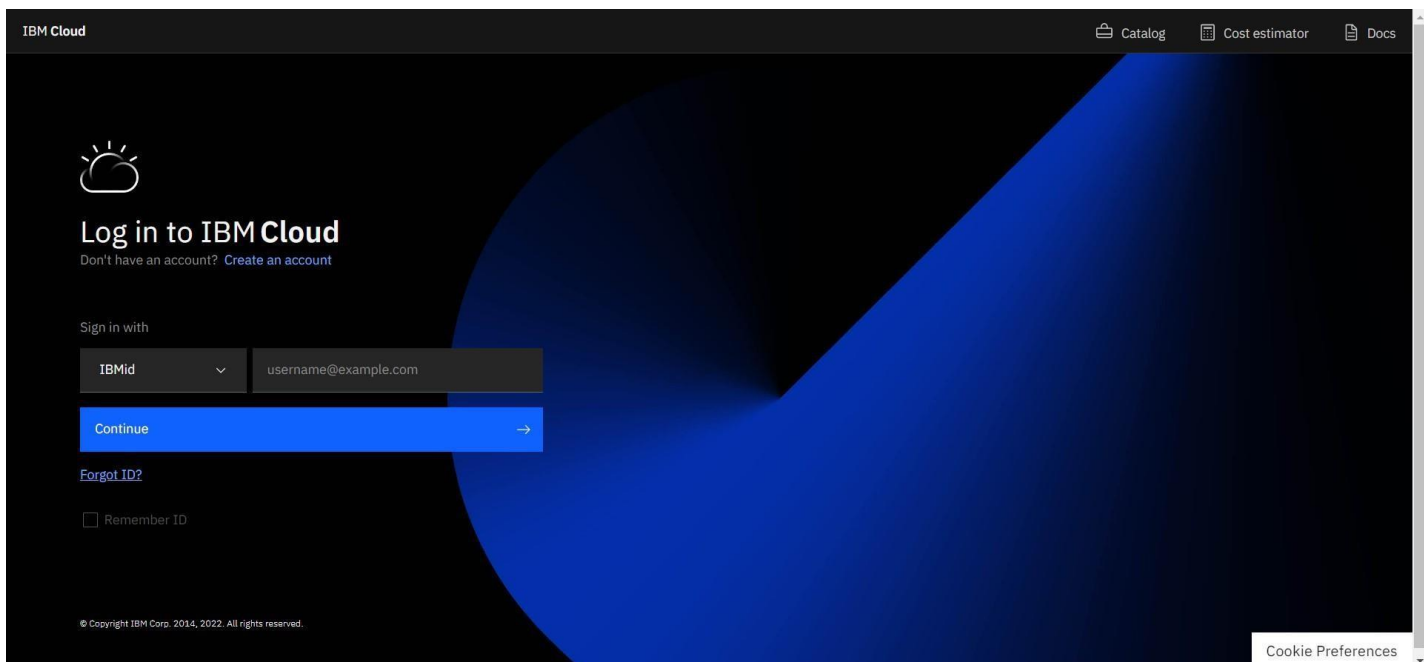 IBM Cloud
Catalog
Cost estimator
Docs
Log in to IBM Cloud
Don't have an account? Create an account
Sign in with
IBMid
username@example.com
Continue
Forgot ID?
Remember ID
© Copyright IBM Corp. 2014, 2022. All rights reserved.
Cookie Preferences